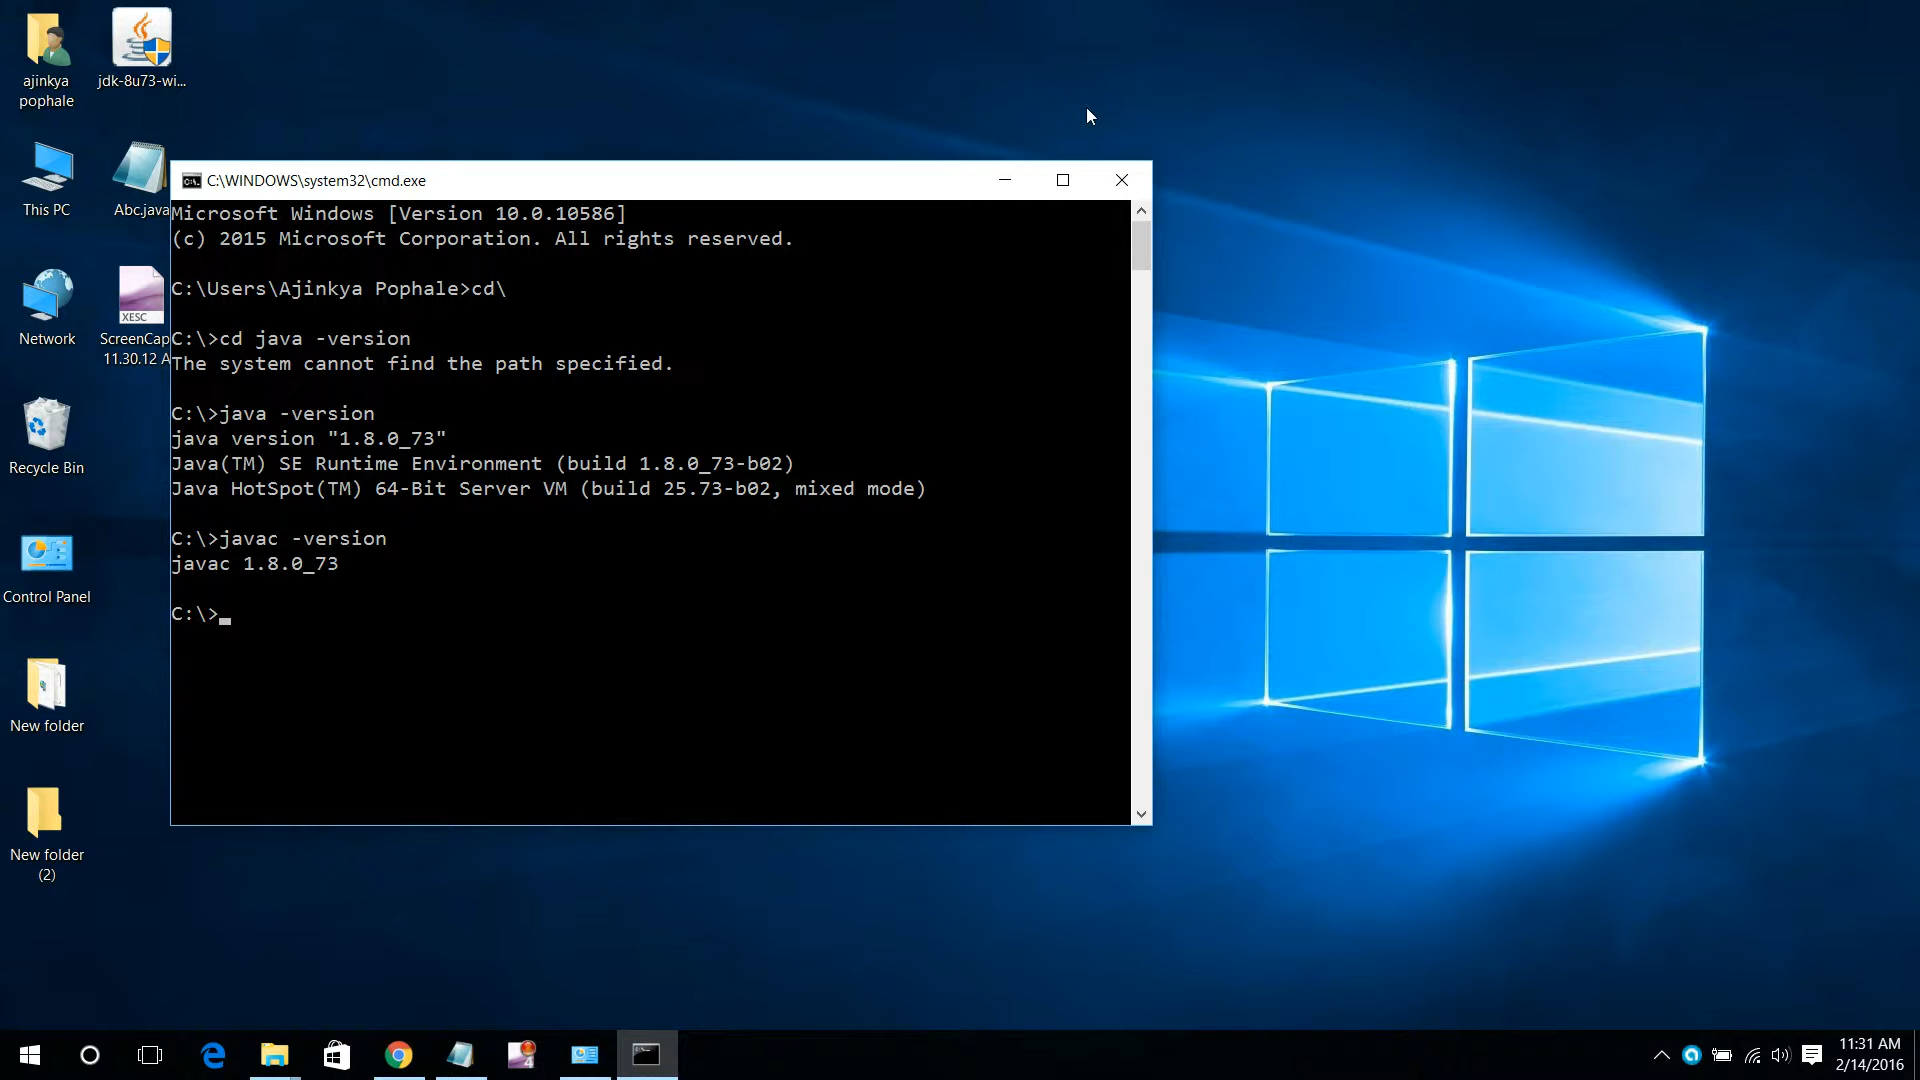 ajinkya
pophale
jdk-8u73-wi...
This PC
Abc.java
Network
XESC
ScreenCap
11.30.12 A
Recycle Bin
Control Panel
New folder
New folder
(2)
C:\WINDOWS\system32\cmd.exe
Microsoft Windows [Version 10.0.10586]
(c) 2015 Microsoft Corporation. All rights reserved.
C:\Users\Ajinkya Pophale>cd\
C:\>cd java -version
The system cannot find the path specified.
C:\>java -version
java version "1.8.0_73"
Java(TM) SE Runtime Environment (build 1.8.0_73-b02)
Java HotSpot(TM) 64-Bit Server VM (build 25.73-b02, mixed mode)
C:\>javac -version
javac 1.8.0_73
C:\>
11:31 AM
2/14/2016